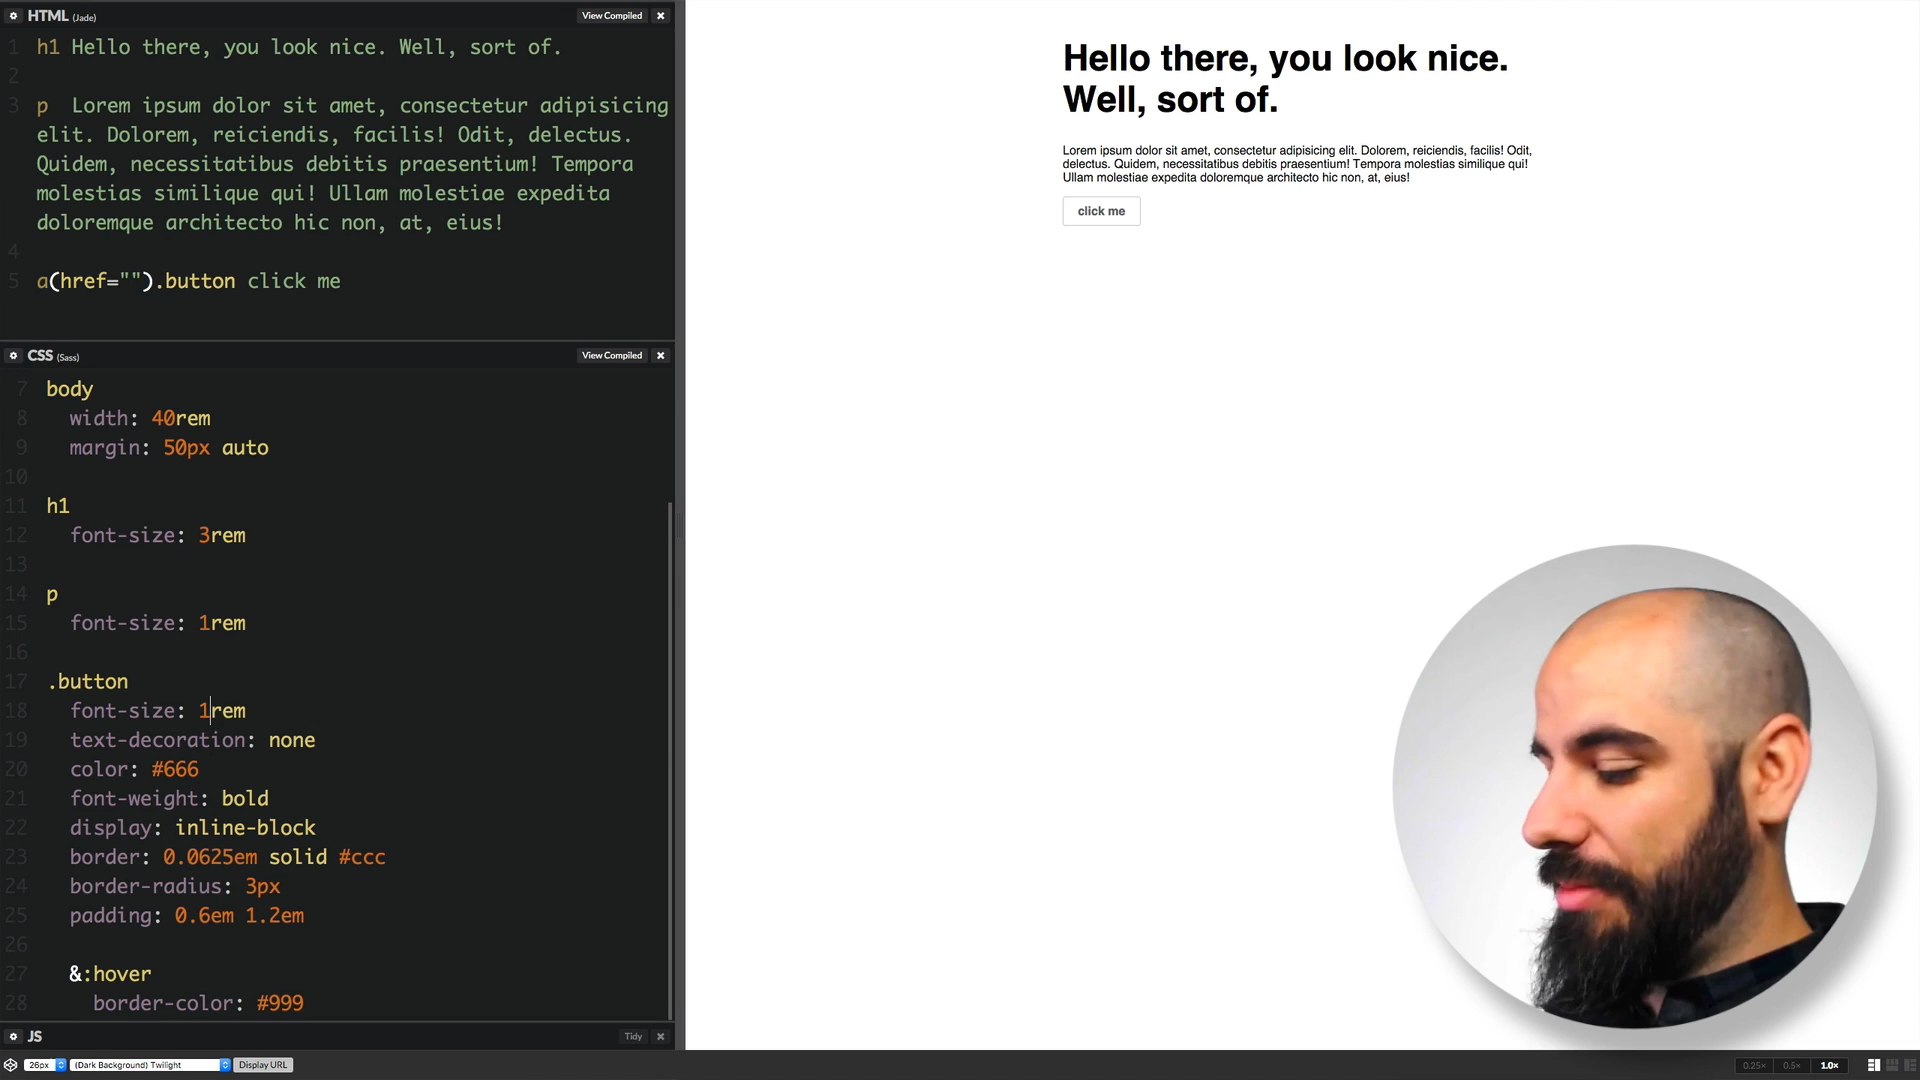 HTML (Jade)
View Compiled
1 h1 Hello there, you look nice. Well, sort of.
2
3 p  Lorem ipsum dolor sit amet, consectetur adipisicing
elit. Dolorem, reiciendis, facilis! Odit, delectus.
Quidem, necessitatibus debitis praesentium! Tempora
molestias similique qui! Ullam molestiae expedita
doloremque architecto hic non, at, eius!
4
5 a(href="").button click me
CSS (Sass)
View Compiled
7 body
8 width: 40rem
9 margin: 50px auto
10
11 h1
12 font-size: 3rem
13
14 p
15 font-size: 1rem
16
17 .button
18 font-size: 1rem
19 text-decoration: none
20 color: #666
21 font-weight: bold
22 display: inline-block
23 border: 0.0625em solid #ccc
24 border-radius: 3px
25 padding: 0.6em 1.2em
26
27 &:hover
28 border-color: #999
JS
Tidy
26px
(Dark Background) Twilight
Display URL
Hello there, you look nice.
Well, sort of.
Lorem ipsum dolor sit amet, consectetur adipisicing elit. Dolorem, reiciendis, facilis! Odit,
delectus. Quidem, necessitatibus debitis praesentium! Tempora molestias similique qui!
Ullam molestiae expedita doloremque architecto hic non, at, eius!
click me
0.25×
0.5×
1.0×